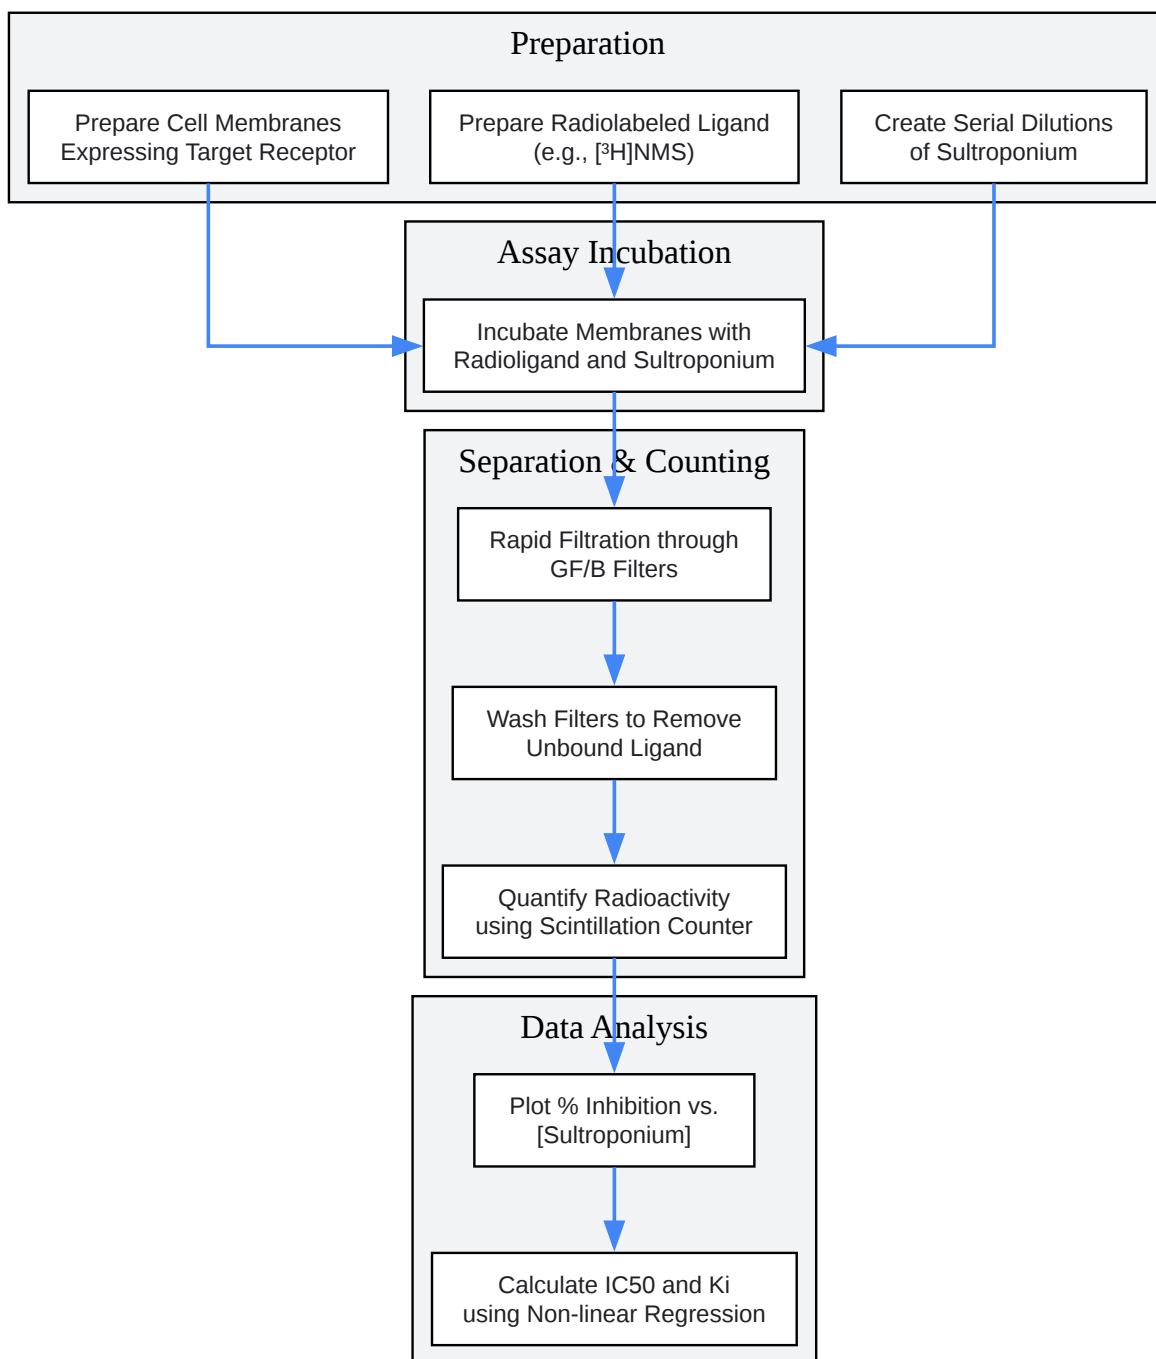 Preparation
Prepare Cell Membranes
Expressing Target Receptor
Prepare Radiolabeled Ligand
(e.g., [³H]NMS)
Create Serial Dilutions
of Sultroponium
Assay Incubation
Incubate Membranes with
Radioligand and Sultroponium
Separation & Counting
Rapid Filtration through
GF/B Filters
Wash Filters to Remove
Unbound Ligand
Quantify Radioactivity
using Scintillation Counter
Data Analysis
Plot % Inhibition vs.
[Sultroponium]
Calculate IC50 and Ki
using Non-linear Regression